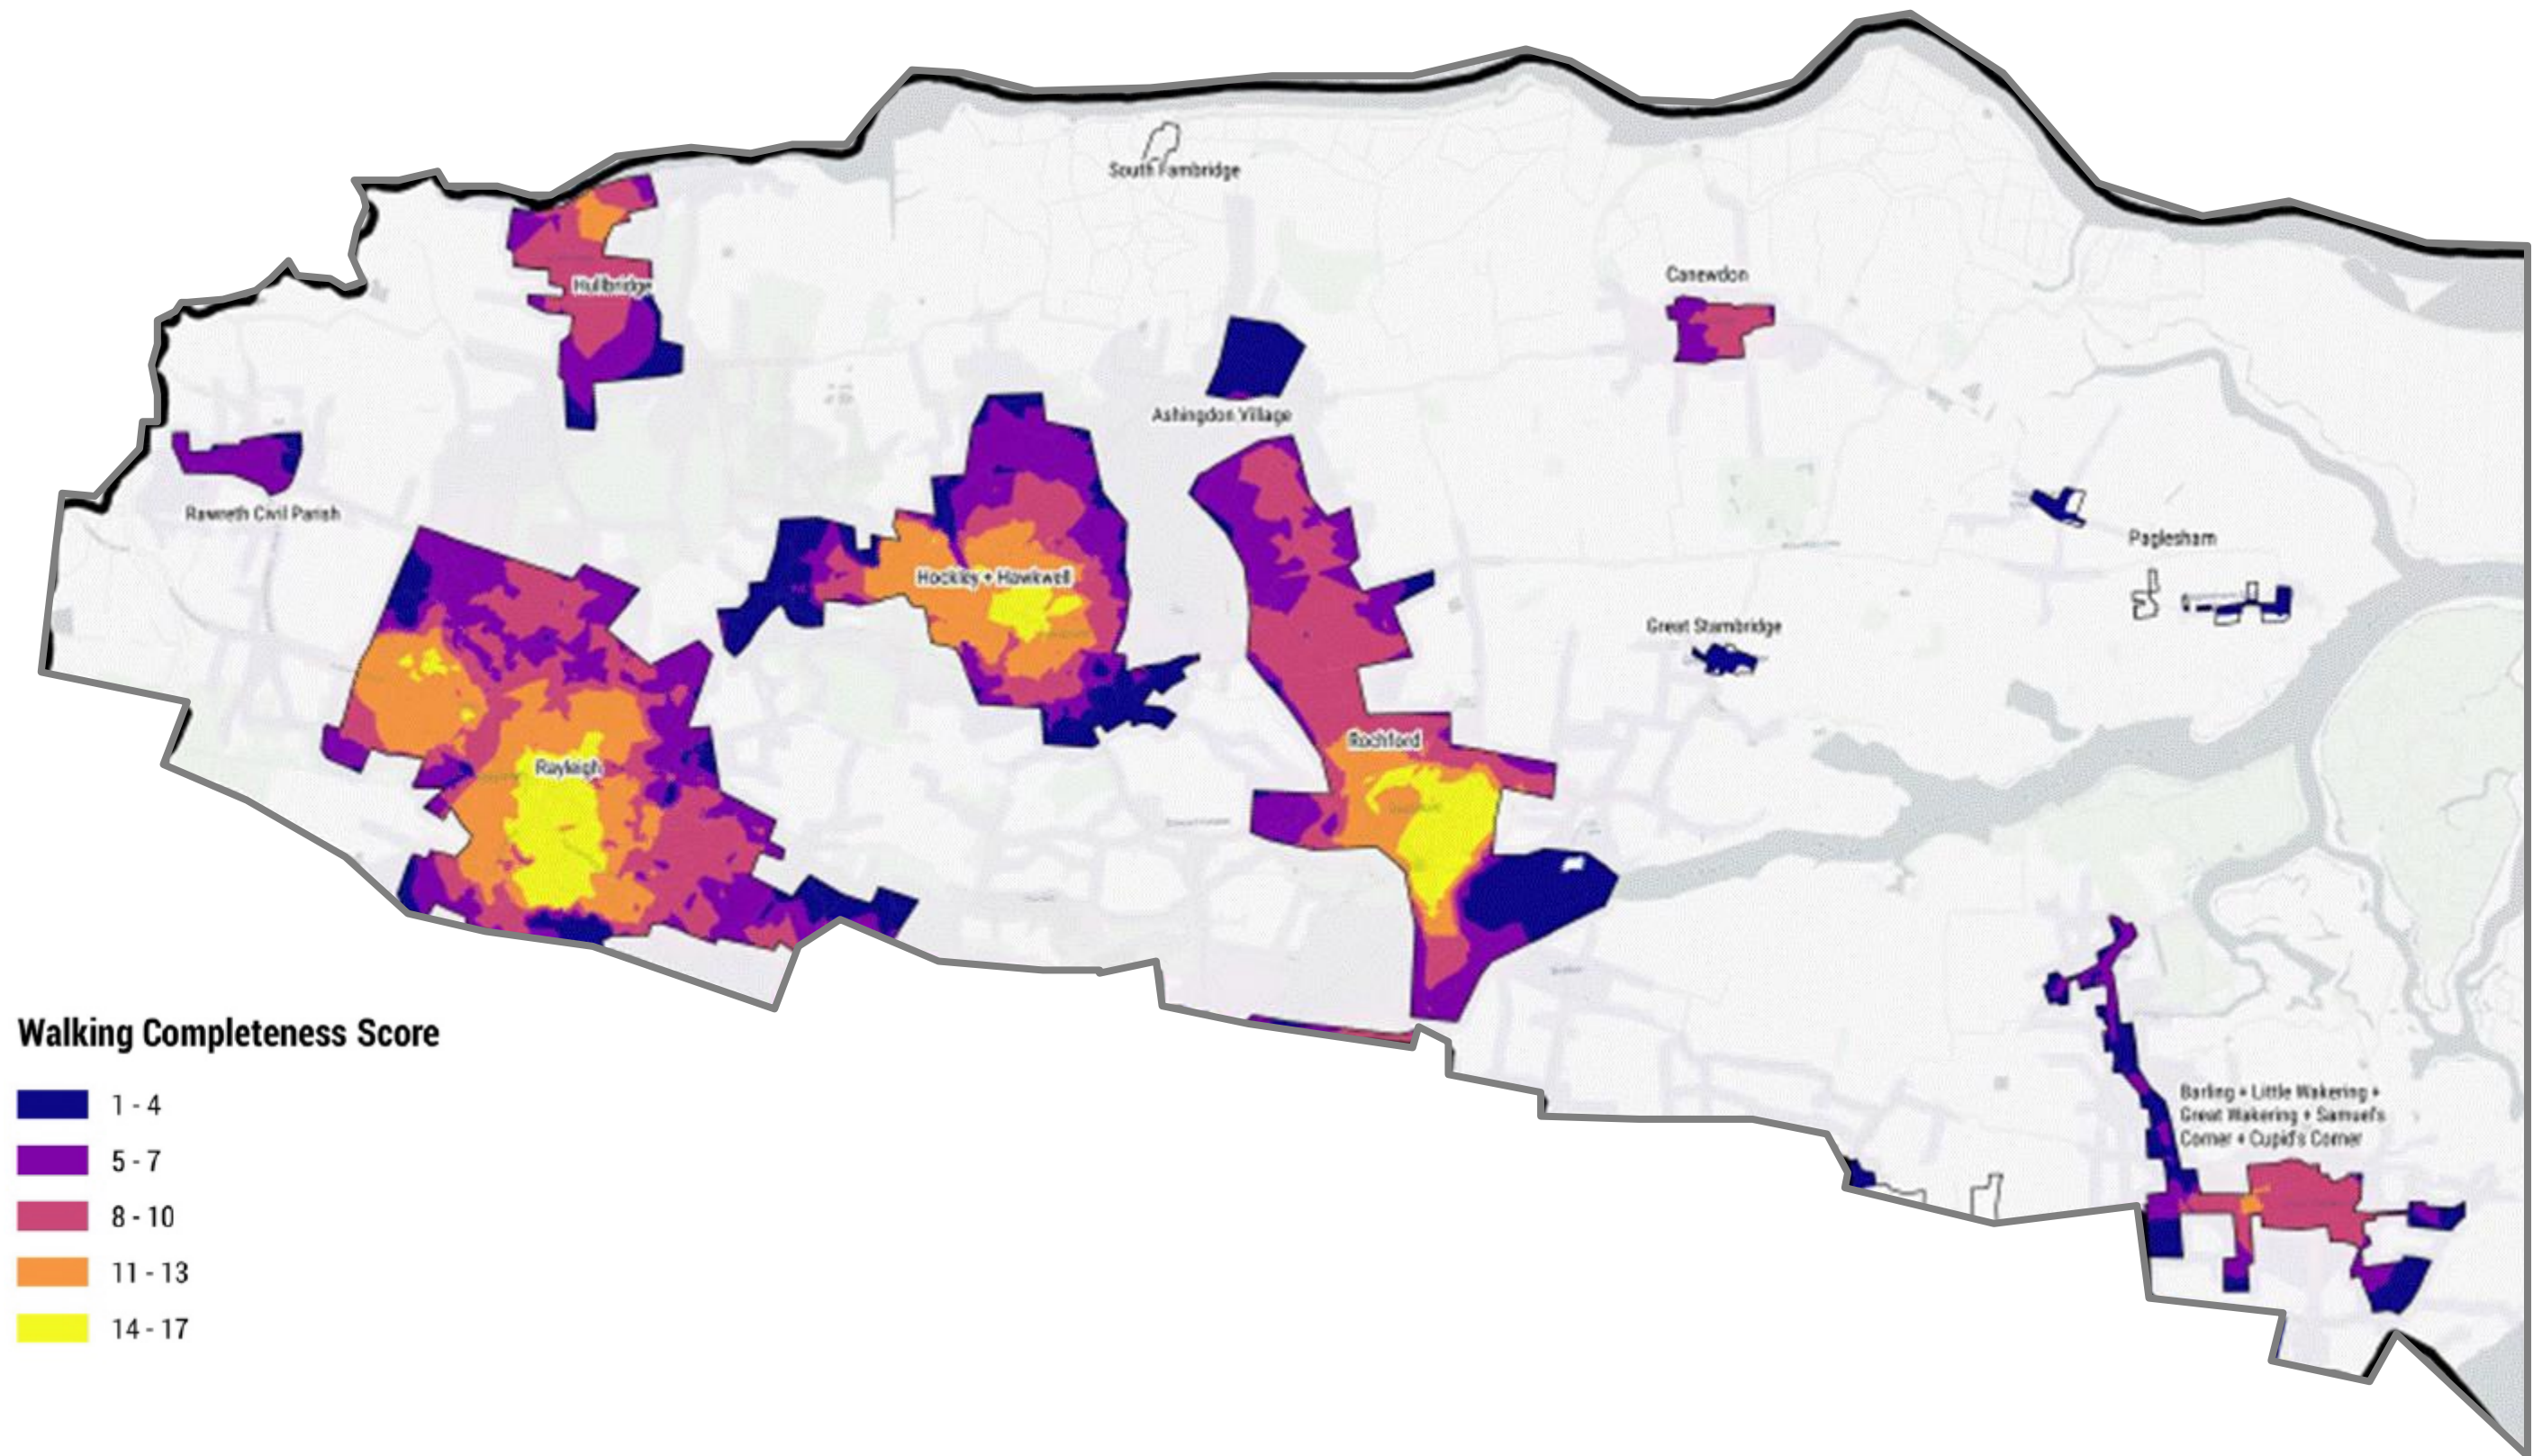 South Fambridge
Canewdon
Hullbridge
Ashingdon Village
Rawreth Civil Parish
Paglesham
Hockley + Hawkwell
Great Stambridge
Rochford
Rayleigh
Barling + Little Wakering +
Great Wakering + Samuel's
Corner + Cupid's Corner
Walking Completeness Score
1 - 4
5 - 7
8 - 10
11 - 13
14 - 17